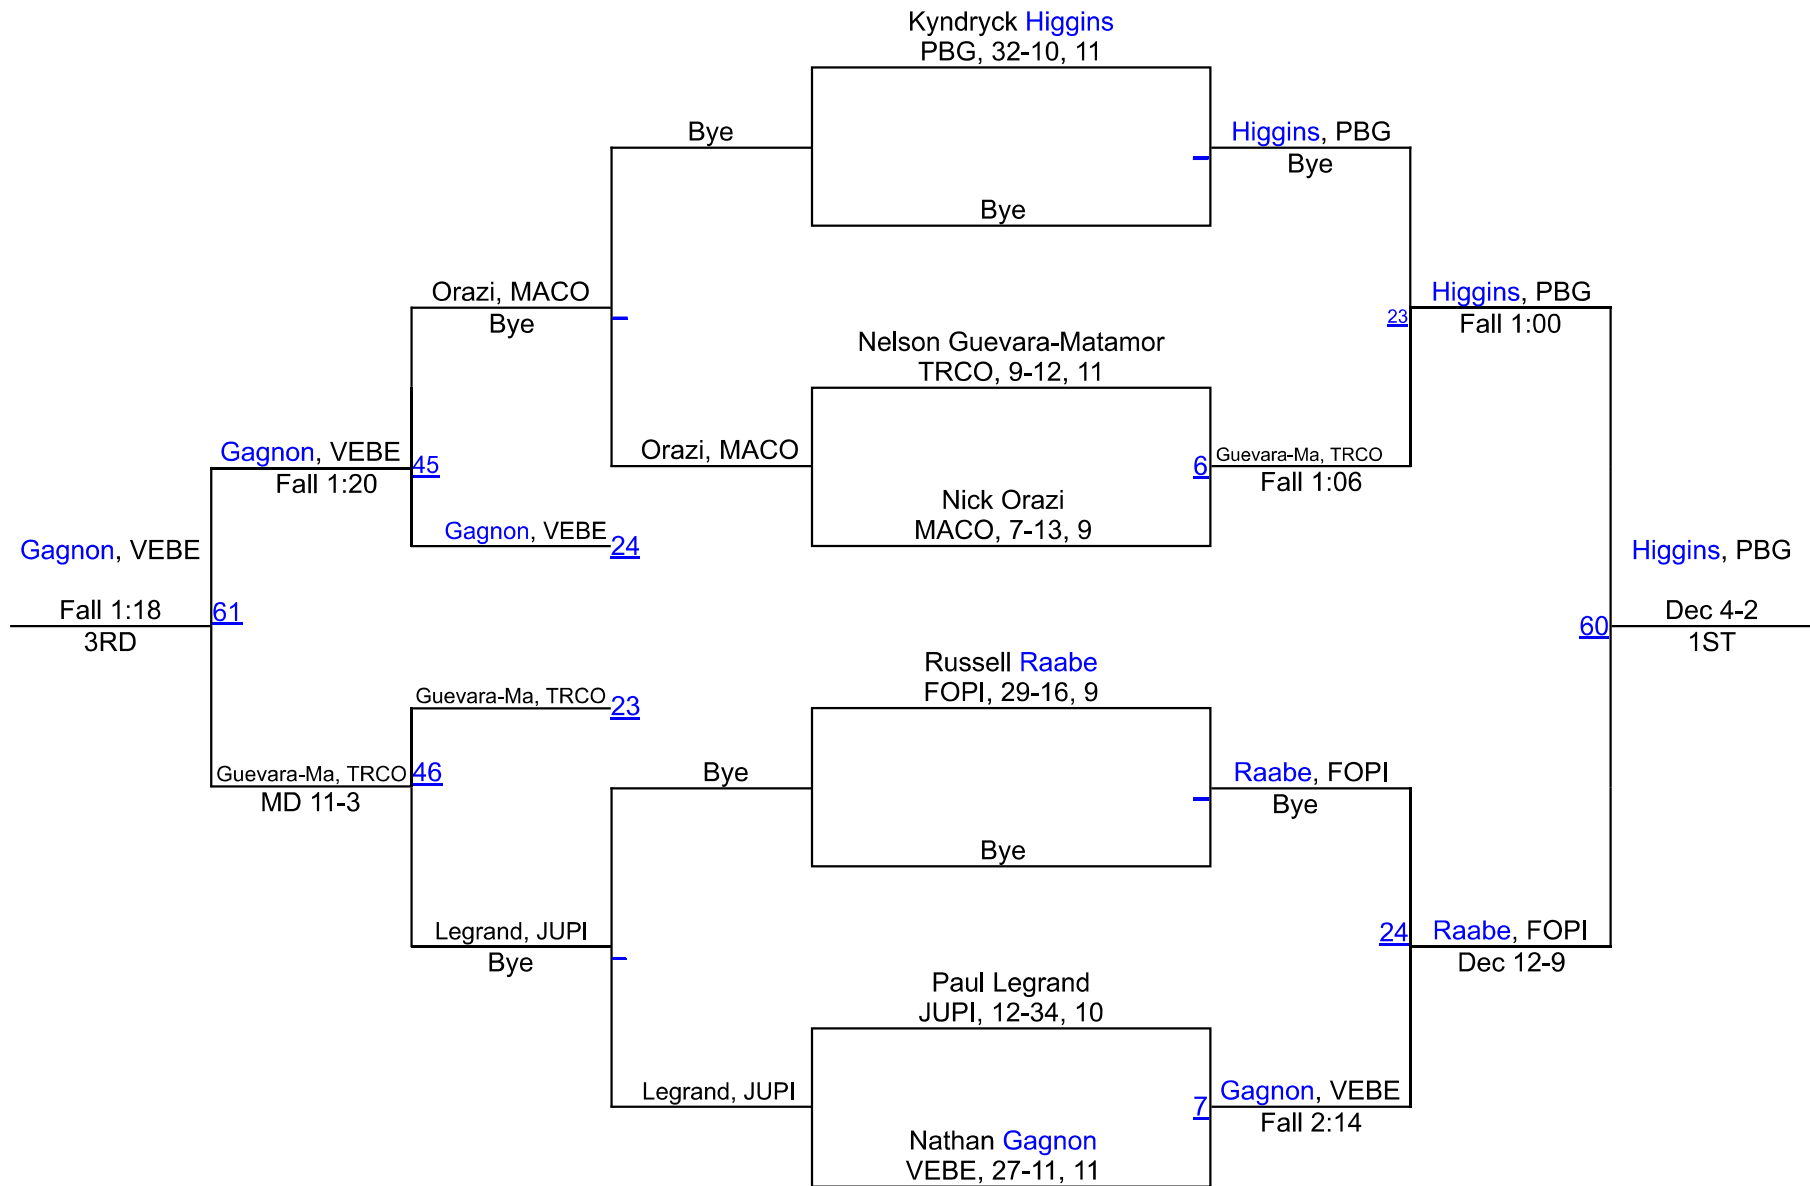 Kyndryck Higgins
PBG, 32-10, 11
Bye
Higgins, PBG
Bye
Bye
Orazi, MACO
Bye
Higgins, PBG
23
Fall 1:00
Nelson Guevara-Matamor
TRCO, 9-12, 11
Gagnon, VEBE
45
Fall 1:20
Orazi, MACO
6
Guevara-Ma, TRCO
Fall 1:06
Nick Orazi
MACO, 7-13, 9
Gagnon, VEBE
24
Gagnon, VEBE
Higgins, PBG
Fall 1:18
61
3RD
60
Dec 4-2
1ST
Russell Raabe
FOPI, 29-16, 9
Guevara-Ma, TRCO
23
Guevara-Ma, TRCO
46
MD 11-3
Bye
Raabe, FOPI
Bye
Bye
Legrand, JUPI
Bye
24
Raabe, FOPI
Dec 12-9
Paul Legrand
JUPI, 12-34, 10
Legrand, JUPI
7
Gagnon, VEBE
Fall 2:14
Nathan Gagnon
VEBE, 27-11, 11